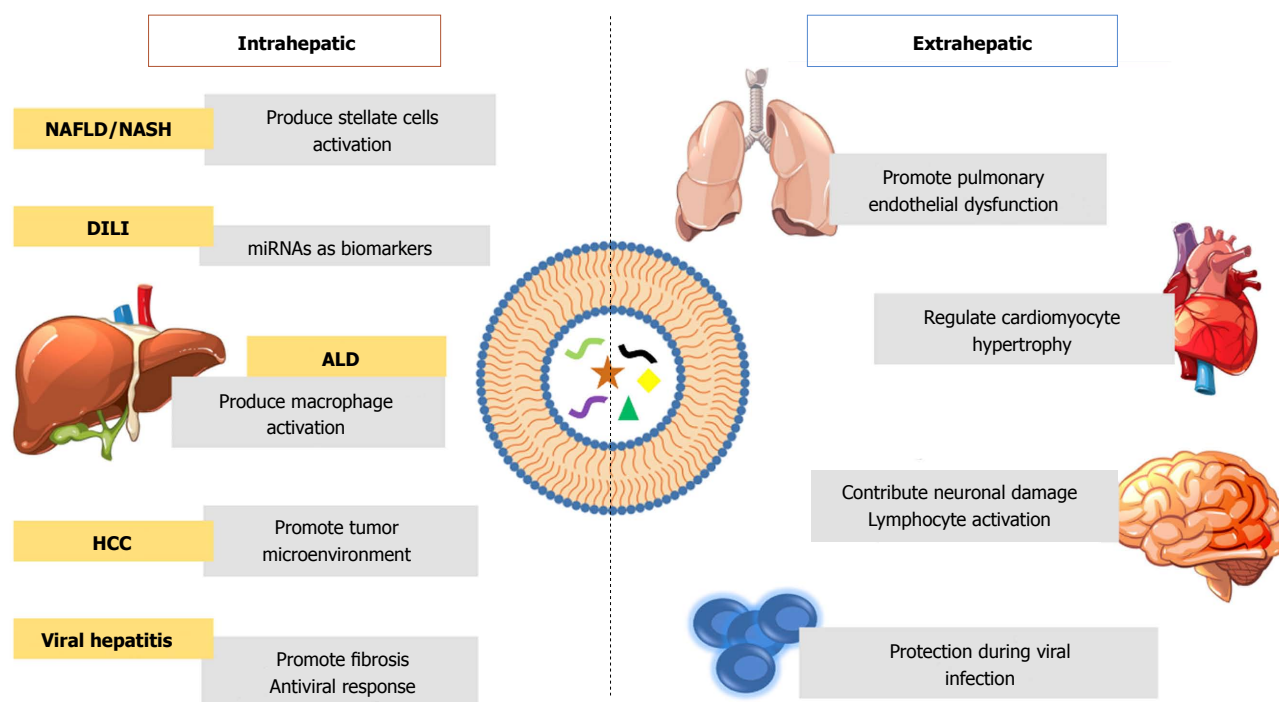 Intrahepatic
NAFLD/NASH
Produce stellate cells
activation
DILI
miRNAs as biomarkers
ALD
Produce macrophage
activation
HCC
Promote tumor
microenvironment
Viral hepatitis
Promote fibrosis
Antiviral response
Extrahepatic
Promote pulmonary
endothelial dysfunction
Regulate cardiomyocyte
hypertrophy
Contribute neuronal damage
Lymphocyte activation
Protection during viral
infection